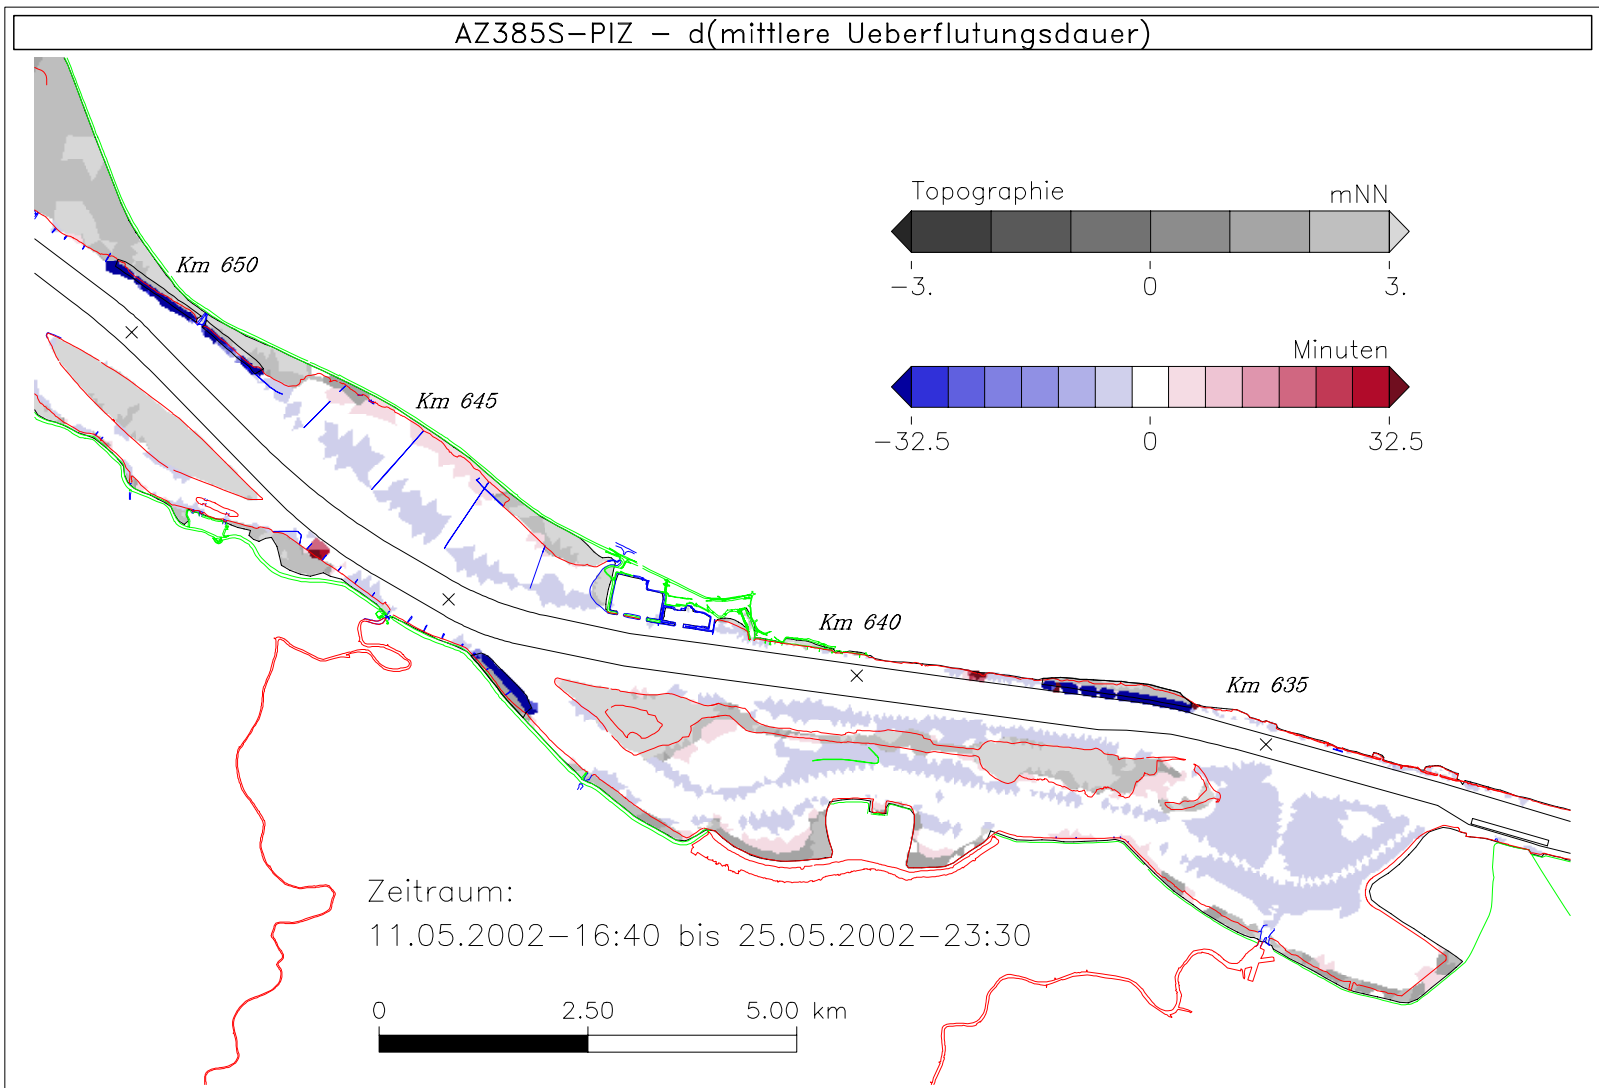 AZ385S-PIZ - d(mittlere Ueberflutungsdauer)
Topographie mNN
-3. 0 3.
Km 650
Minuten
-32.5 0 32.5
Km 645
Km 640
Km 635
Zeitraum:
11.05.2002-16:40 bis 25.05.2002-23:30
0 2.50 5.00 km